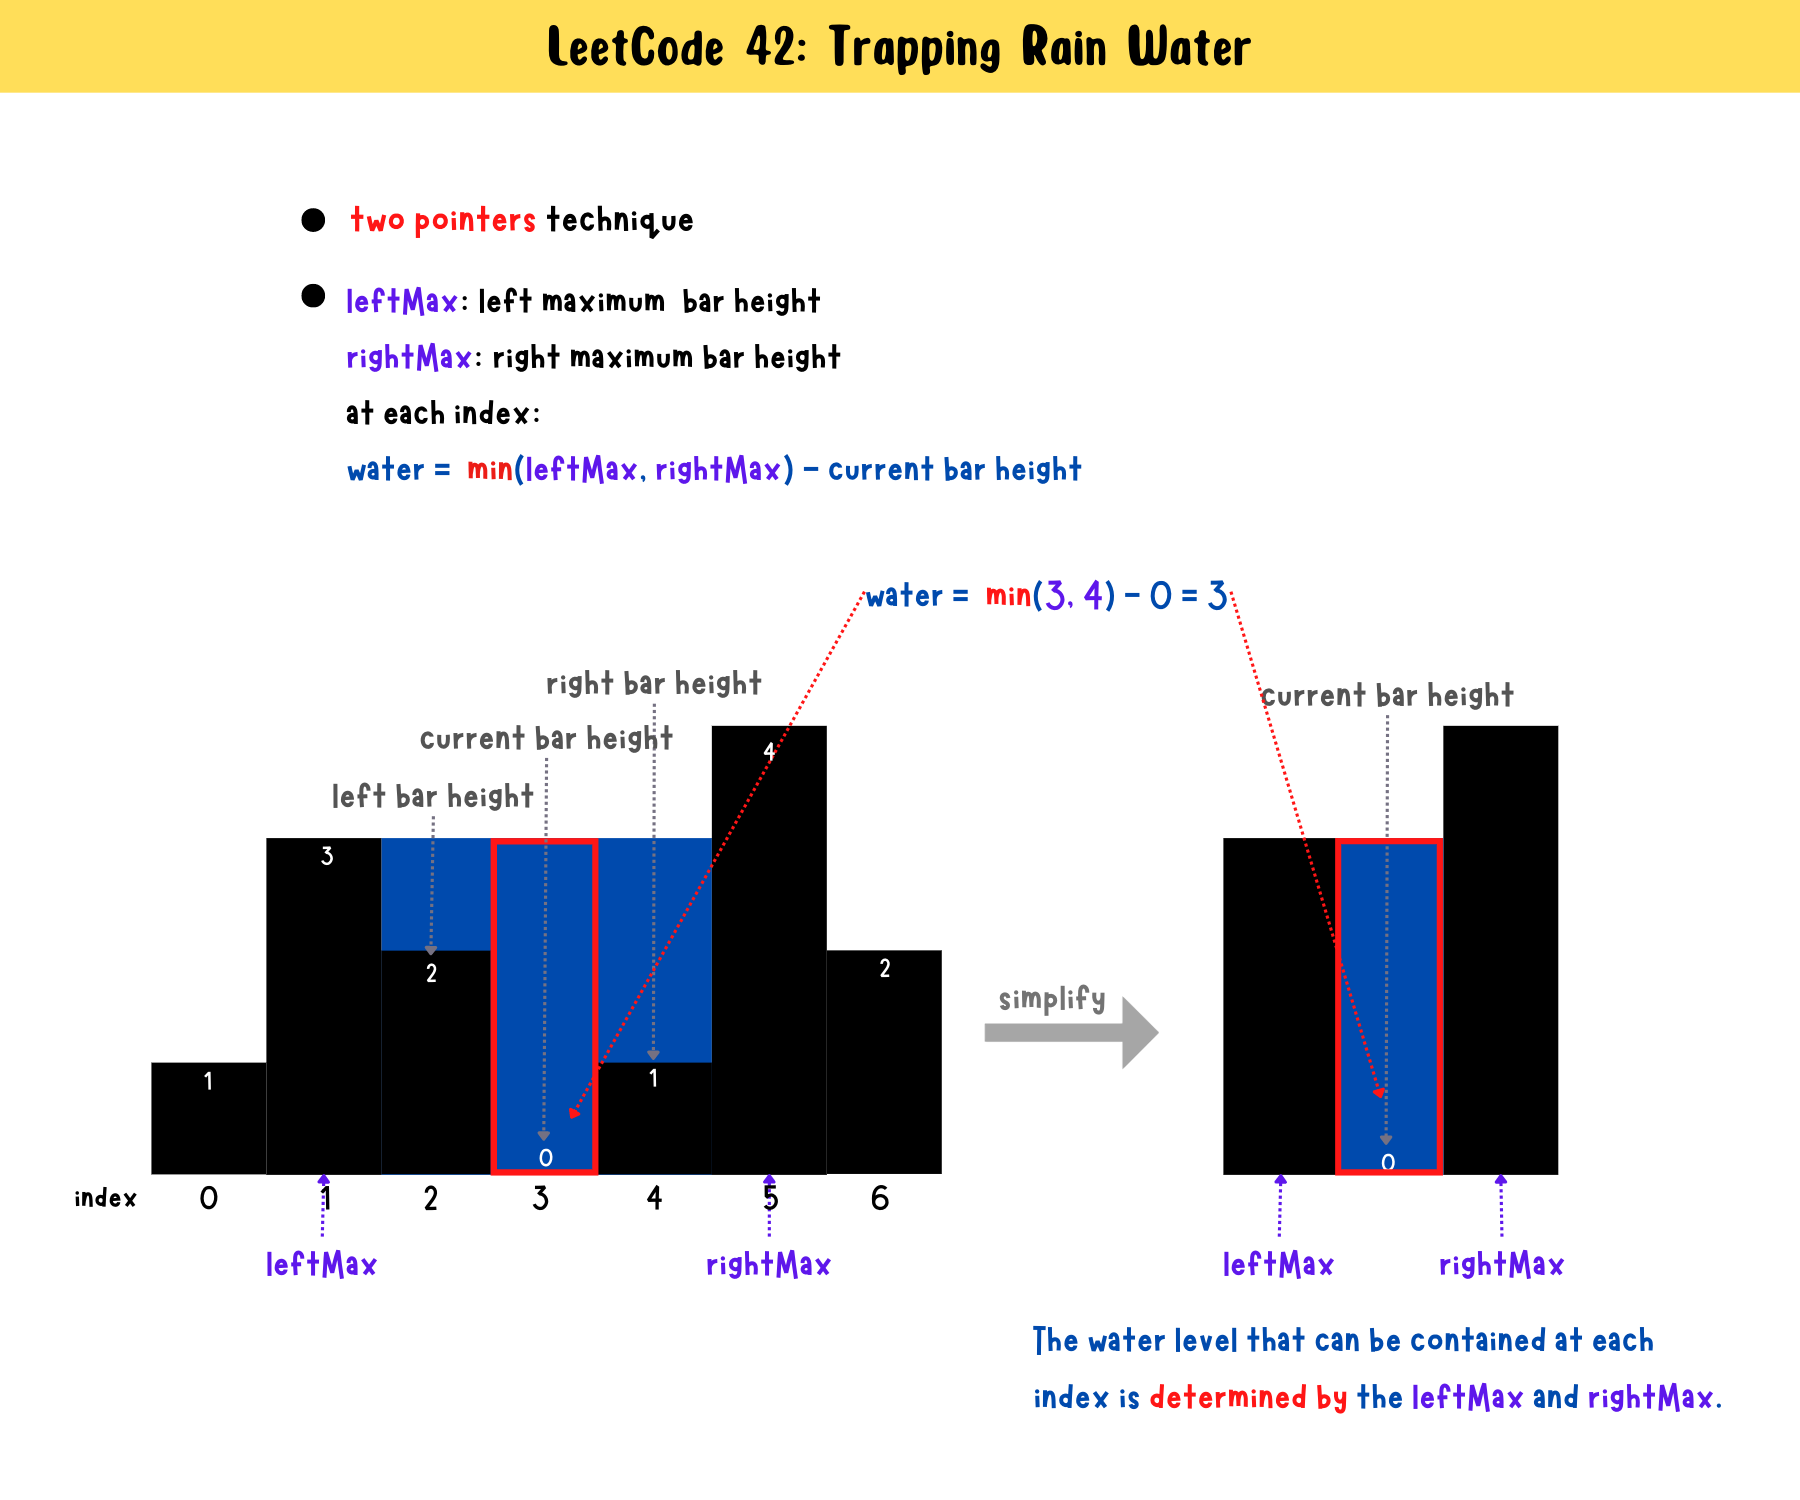 LeetCode 42: Trapping Rain Water
two pointers technique
leftMax: left maximum bar height
rightMax: right maximum bar height
at each index:
water = min(leftMax, rightMax) - current bar height
water = min(3, 4) - 0 = 3
right bar height
current bar height
current bar height
left bar height
4
3
2
2
simplify
1
1
0
0
index 0 1 2 3 4 5 6
leftMax rightMax leftMax rightMax
The water level that can be contained at each
index is determined by the leftMax and rightMax.